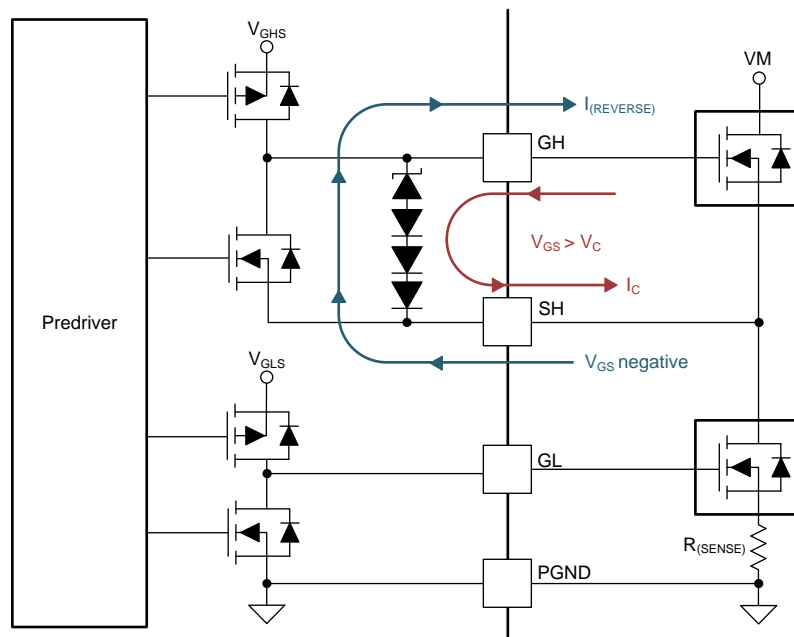 V_GHS
VM
I_(REVERSE)
GH
V_GS > V_C
I_C
SH
Predriver
V_GS negative
V_GLS
GL
R_(SENSE)
PGND